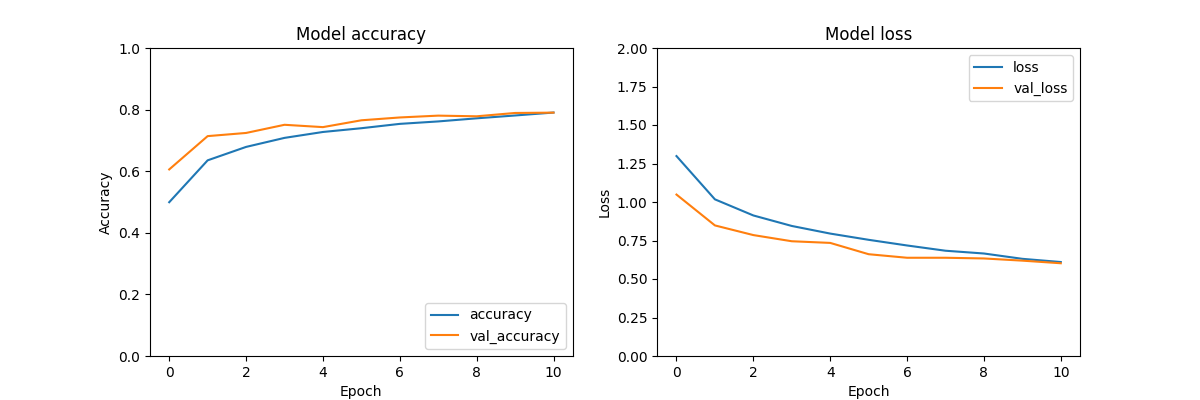 Model accuracy
Accuracy
1.0
0.8
0.6
0.4
0.2
0.0
accuracy
val_accuracy
0 2 4 6 8 10
Epoch
Model loss
Loss
2.00
1.75
1.50
1.25
1.00
0.75
0.50
0.25
0.00
loss
val_loss
0 2 4 6 8 10
Epoch